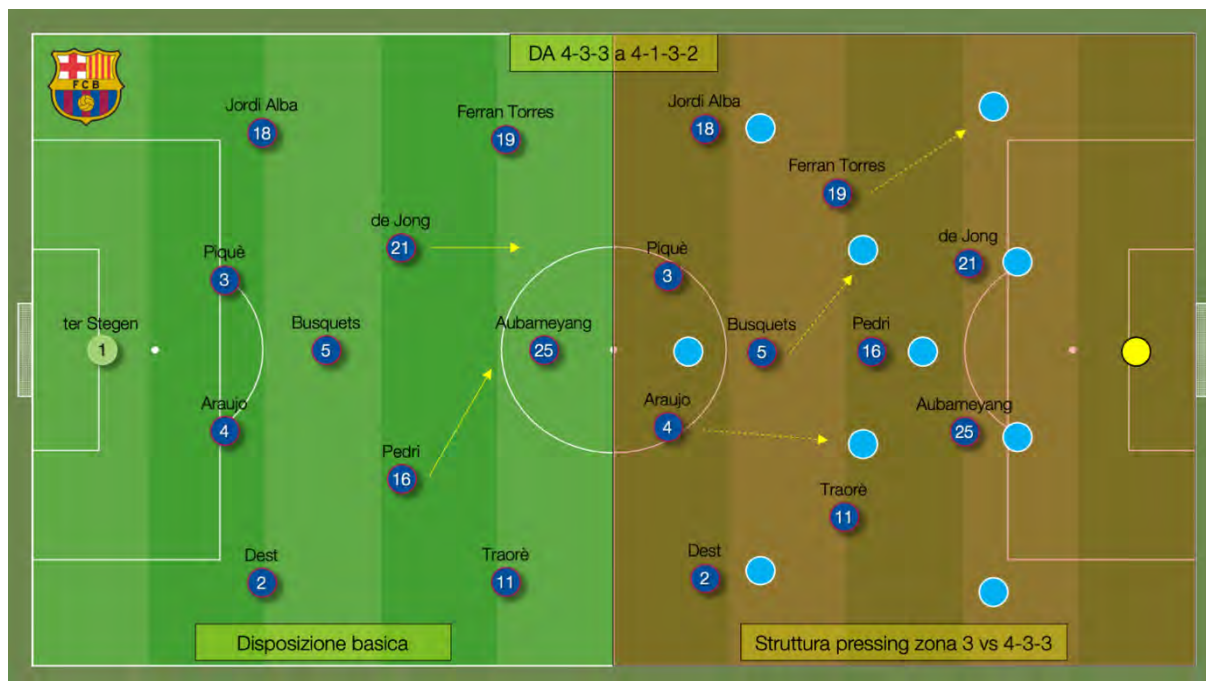 DA 4-3-3 a 4-1-3-2
FCB
Jordi Alba
18
Ferran Torres
19
de Jong
21
Piquè
3
ter Stegen
1
Busquets
5
Aubameyang
25
Araujo
4
Pedri
16
Dest
2
Traorè
11
Disposizione basica
Jordi Alba
18
Ferran Torres
19
de Jong
21
Piquè
3
Busquets
5
Pedri
16
Araujo
4
Aubameyang
25
Traorè
11
Dest
2
Struttura pressing zona 3 vs 4-3-3